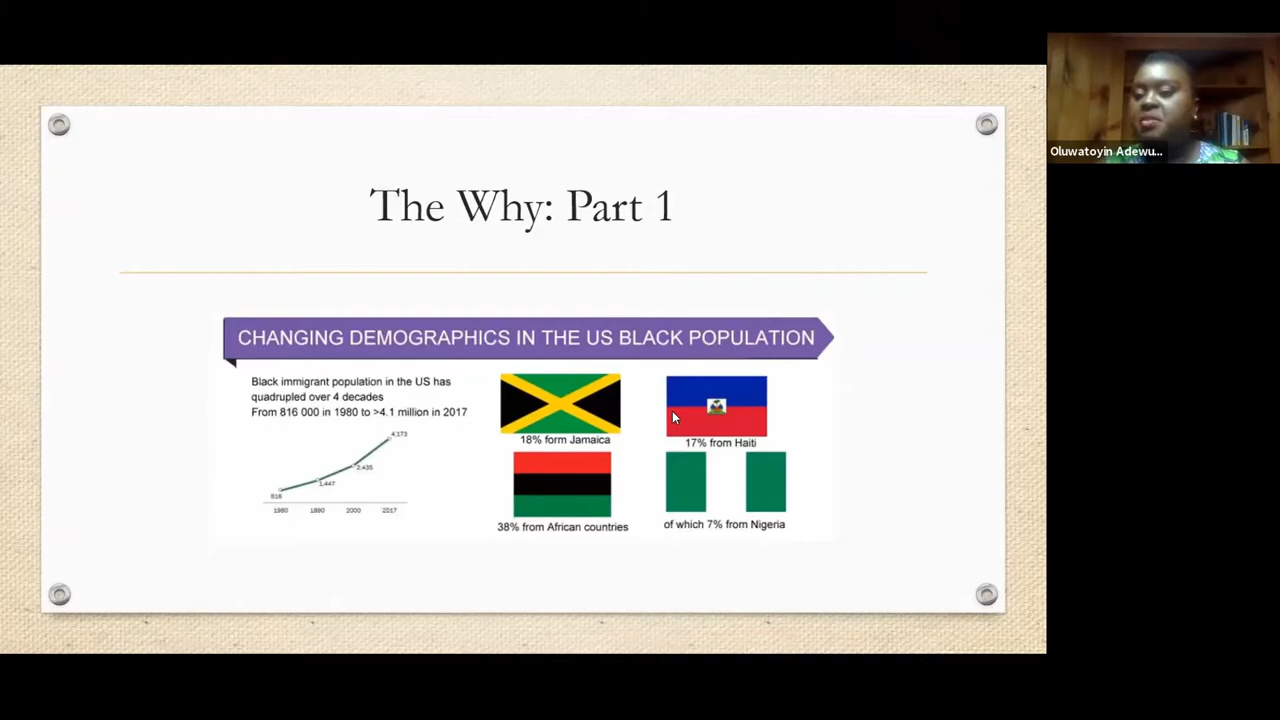 Oluwatoyin Adewu...
The Why: Part 1
CHANGING DEMOGRAPHICS IN THE US BLACK POPULATION
Black immigrant population in the US has
quadrupled over 4 decades
From 816 000 in 1980 to >4.1 million in 2017
4,173
2,435
1,447
816
1980 1990 2000 2017
18% form Jamaica
17% from Haiti
38% from African countries
of which 7% from Nigeria